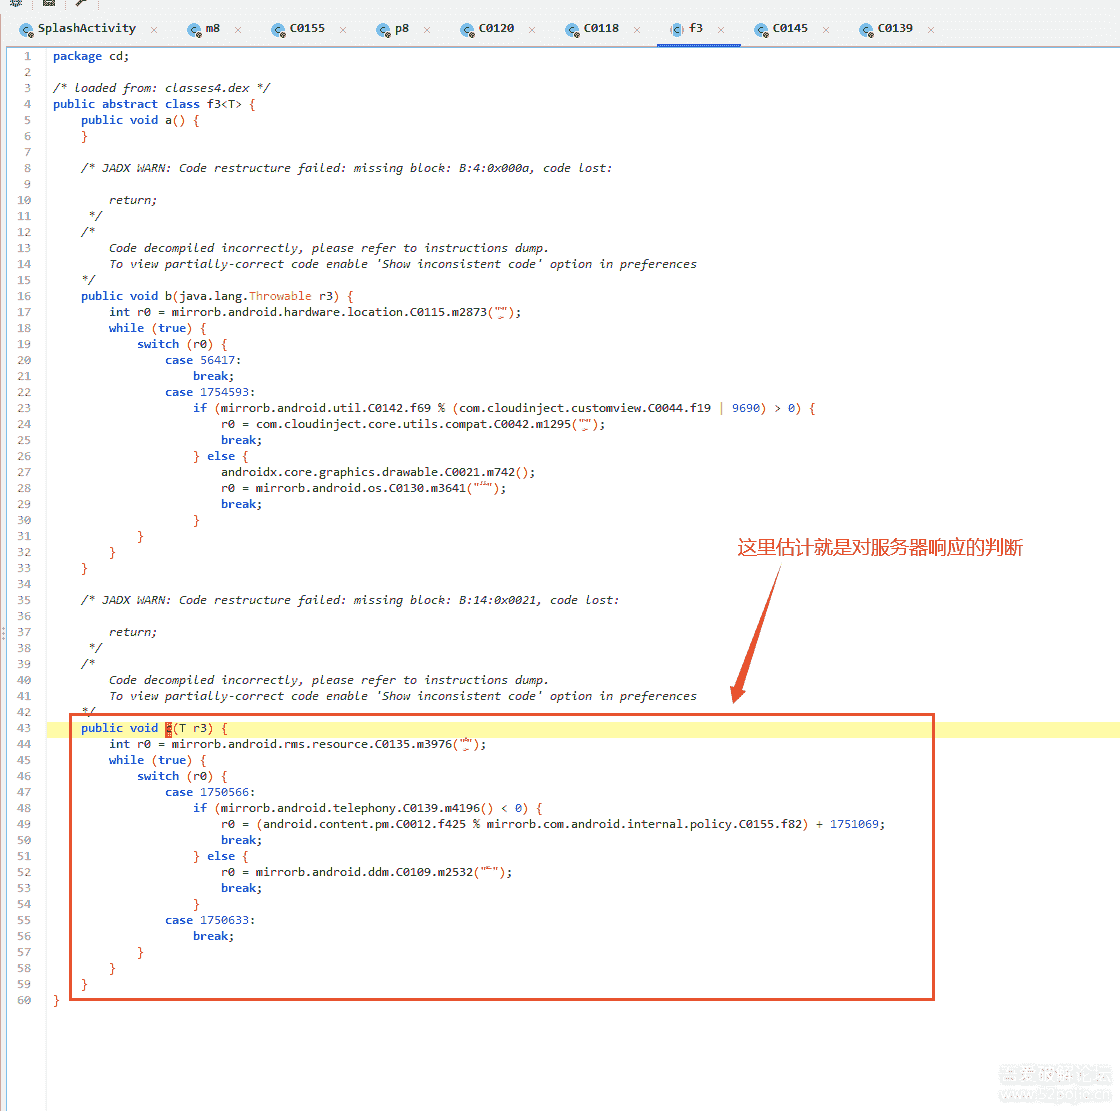 SplashActivity m8 C0155 p8 C0120 C0118 f3 C0145 C0139
1 package cd;
2
3 /* loaded from: classes4.dex */
4 public abstract class f3<T> {
5 public void a() {
6 }
7
8 /* JADX WARN: Code restructure failed: missing block: B:4:0x000a, code lost:
9
10 return;
11 */
12 /*
13 Code decompiled incorrectly, please refer to instructions dump.
14 To view partially-correct code enable 'Show inconsistent code' option in preferences
15 */
16 public void b(java.lang.Throwable r3) {
17 int r0 = mirrorb.android.hardware.location.C0115.m2873("");
18 while (true) {
19 switch (r0) {
20 case 56417:
21 break;
22 case 1754593:
23 if (mirrorb.android.util.C0142.f69 % (com.cloudinject.customview.C0044.f19 | 9690) > 0) {
24 r0 = com.cloudinject.core.utils.compat.C0042.m1295("");
25 break;
26 } else {
27 androidx.core.graphics.drawable.C0021.m742();
28 r0 = mirrorb.android.os.C0130.m3641("");
29 break;
30 }
31 }
32 }
33 }
这里估计就是对服务器响应的判断
34
35 /* JADX WARN: Code restructure failed: missing block: B:14:0x0021, code lost:
36
37 return;
38 */
39 /*
40 Code decompiled incorrectly, please refer to instructions dump.
41 To view partially-correct code enable 'Show inconsistent code' option in preferences
42 */
43 public void (T r3) {
44 int r0 = mirrorb.android.rms.resource.C0135.m3976("");
45 while (true) {
46 switch (r0) {
47 case 1750566:
48 if (mirrorb.android.telephony.C0139.m4196() < 0) {
49 r0 = (android.content.pm.C0012.f425 % mirrorb.com.android.internal.policy.C0155.f82) + 1751069;
50 break;
51 } else {
52 r0 = mirrorb.android.ddm.C0109.m2532("");
53 break;
54 }
55 case 1750633:
56 break;
57 }
58 }
59 }
60 }
吾爱破解论坛
www.52pojie.cn